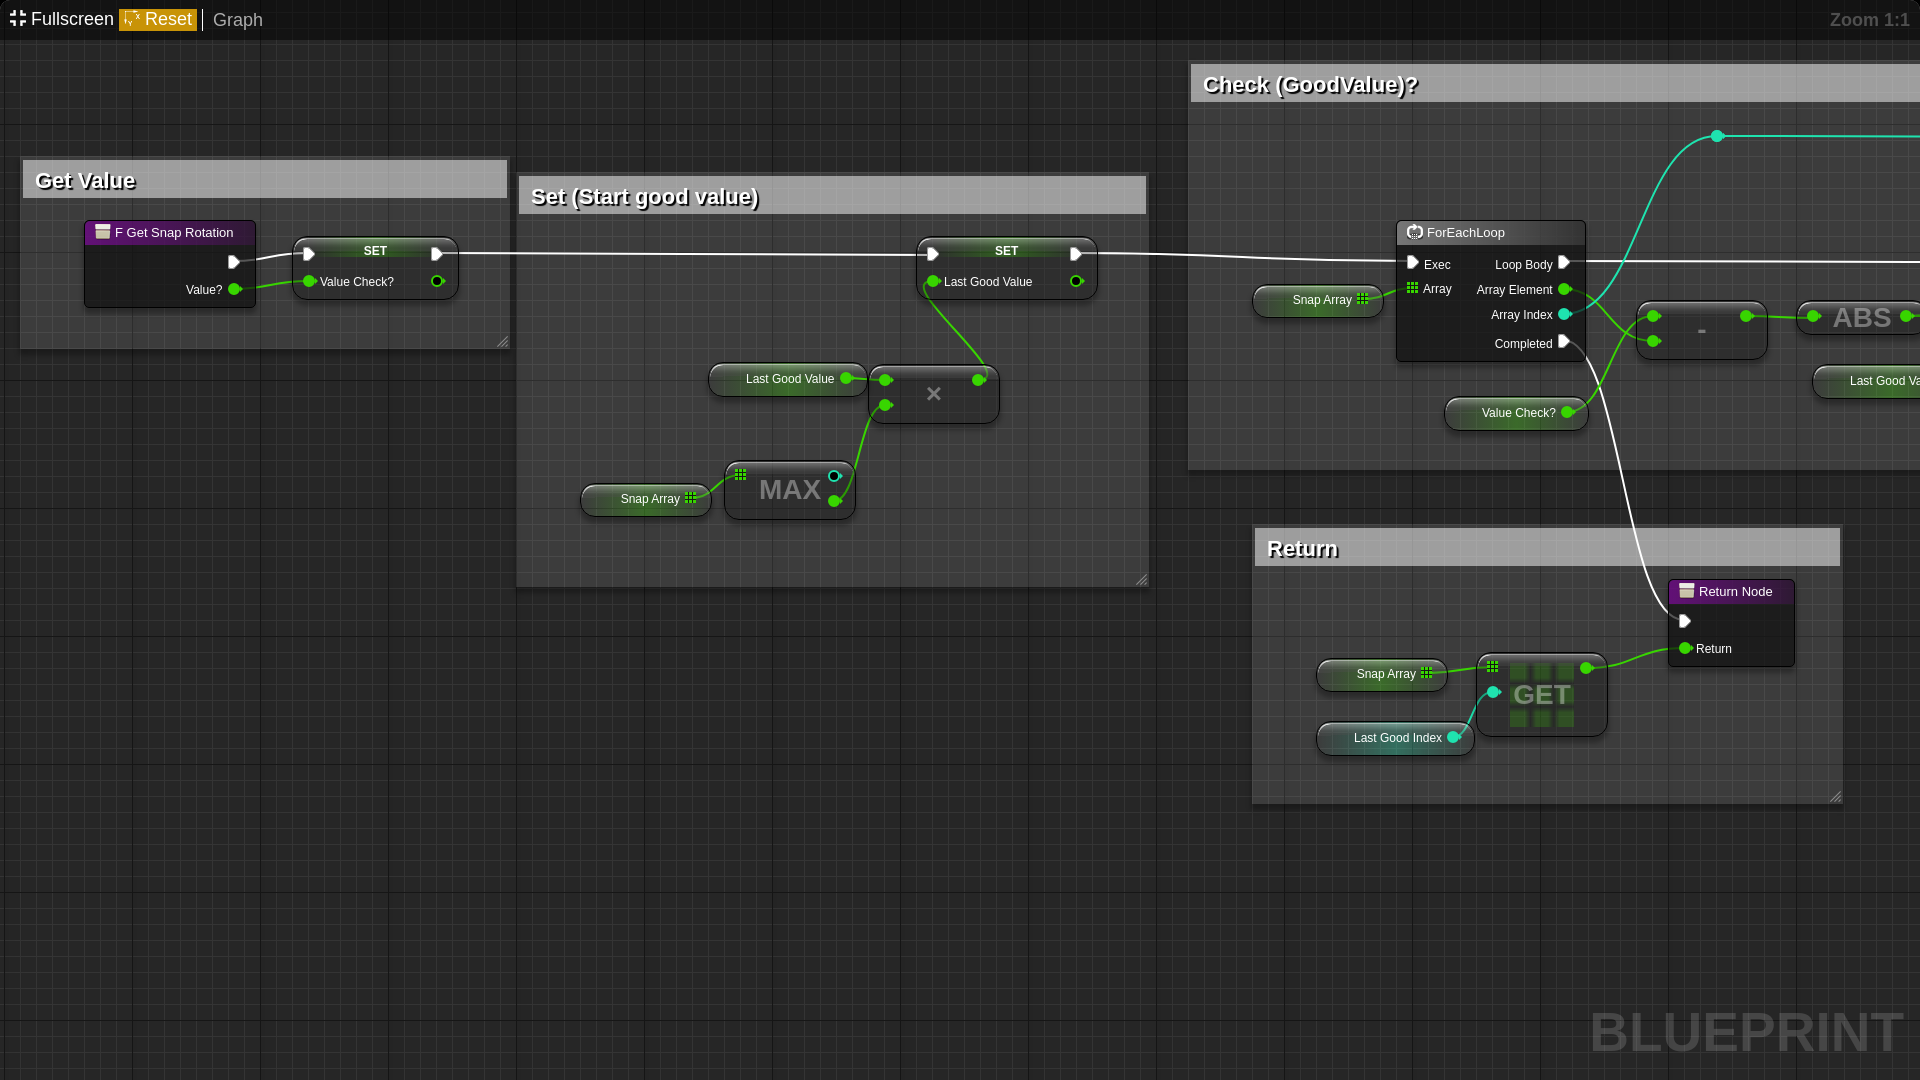 Fullscreen Reset Graph Zoom 1:1
Check (GoodValue)?
Get Value
Set (Start good value)
F Get Snap Rotation
Value?
SET
Value Check?
SET
Last Good Value
Last Good Value
×
Snap Array
MAX
ForEachLoop
Exec Loop Body
Array Array Element
Array Index
Completed
Snap Array
-
ABS
Last Good Va
Value Check?
Return
Return Node
Return
Snap Array
GET
Last Good Index
BLUEPRINT